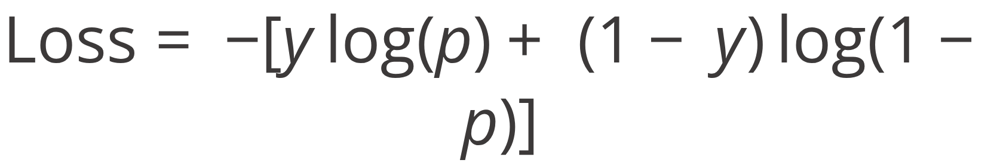 Loss = −[y log(p) + (1 − y) log(1 −
p)]